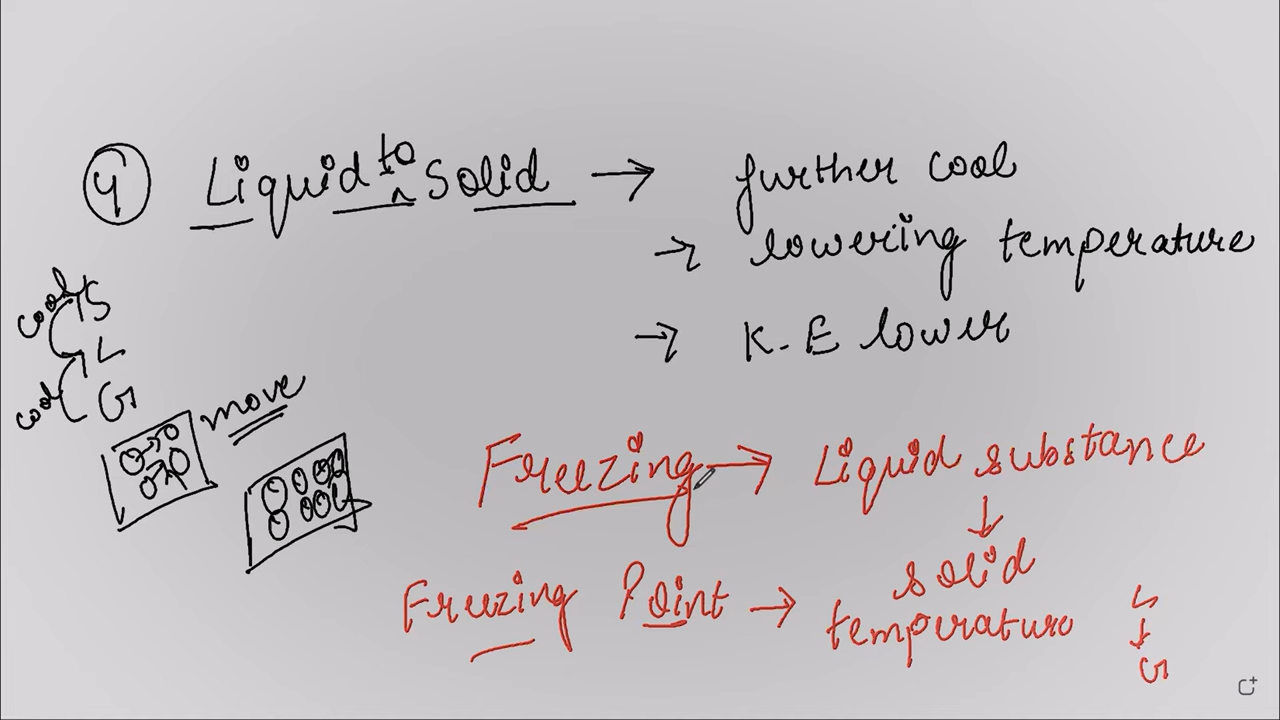 4 Liquid to Solid → further cool
→ lowering temperature
→ K.E lower
cool S
L
cool G
move
Freezing → Liquid substance
↓
solid
Freezing Point → temperature
L
↓
G